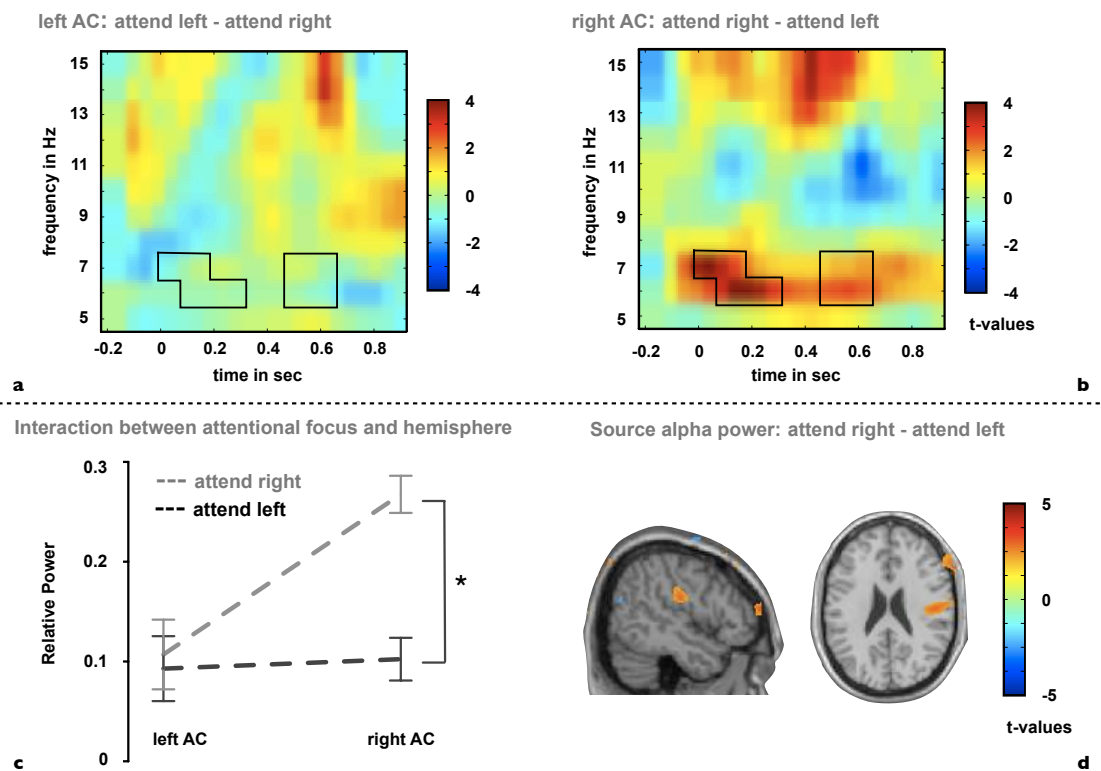 left AC: attend left - attend right
frequency in Hz
15
13
11
9
7
5
-0.2 0 0.2 0.4 0.6 0.8
time in sec
4
2
0
-2
-4
a
right AC: attend right - attend left
frequency in Hz
15
13
11
9
7
5
-0.2 0 0.2 0.4 0.6 0.8
time in sec
4
2
0
-2
-4
t-values
b
Interaction between attentional focus and hemisphere
Relative Power
0.3
0.2
0.1
0
attend right
attend left
*
left AC right AC
c
Source alpha power: attend right - attend left
5
0
-5
t-values
d